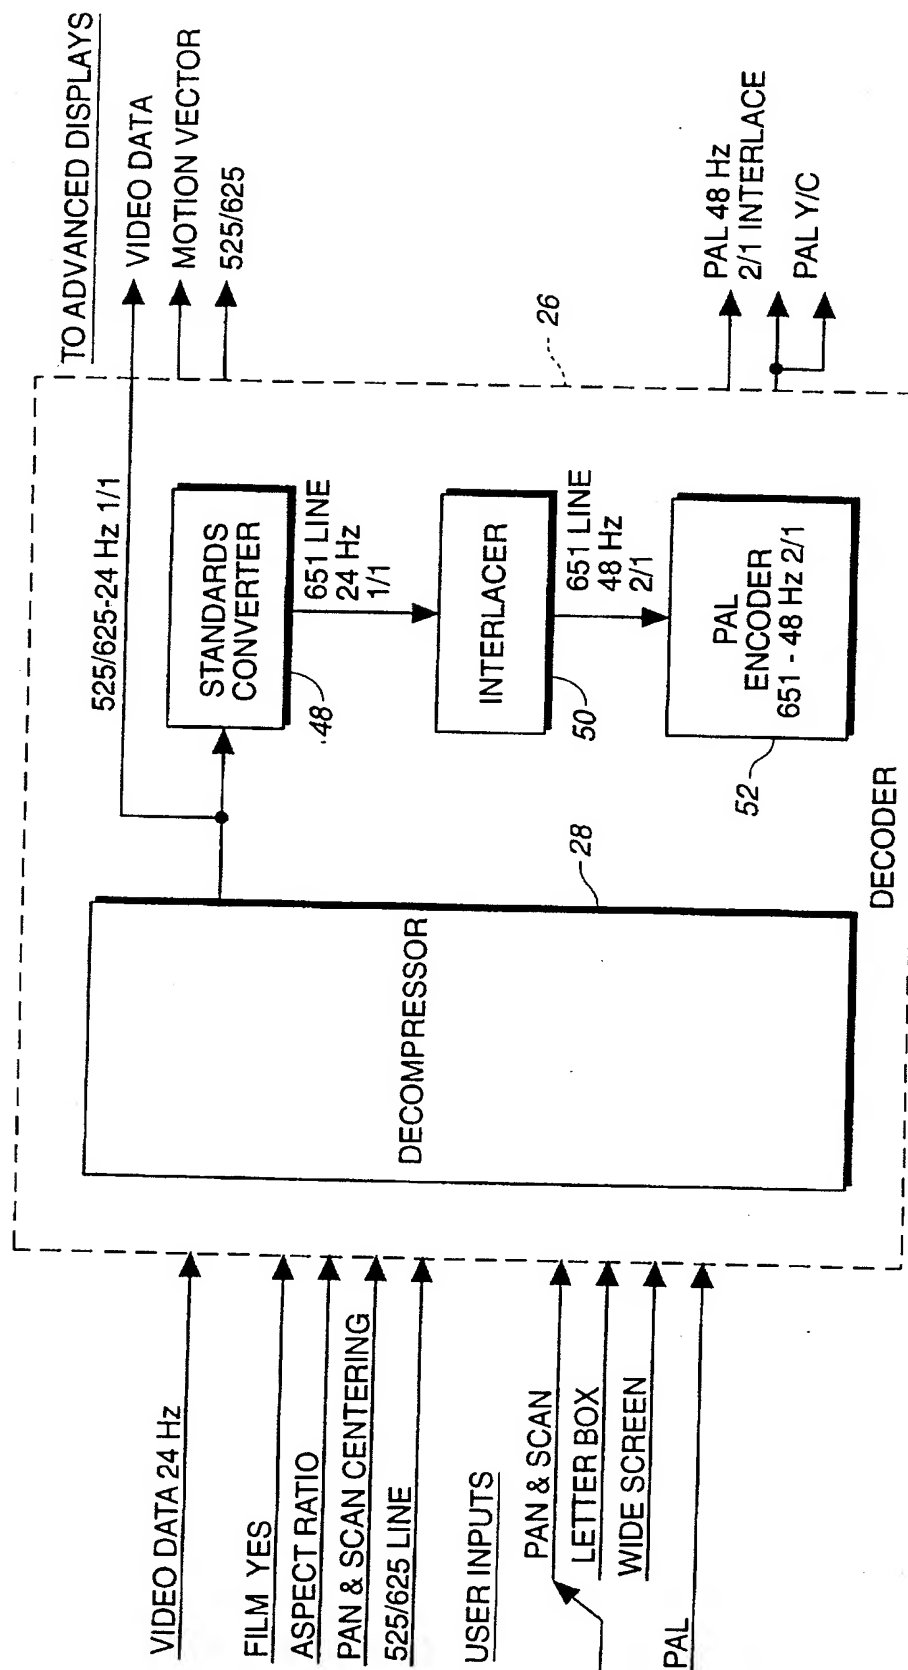 VIDEO DATA 24 Hz
FILM YES
ASPECT RATIO
PAN & SCAN CENTERING
525/625 LINE
USER INPUTS
PAN & SCAN
LETTER BOX
WIDE SCREEN
PAL
DECOMPRESSOR
28
525/625-24 Hz 1/1
STANDARDS
CONVERTER
48
651 LINE
24 Hz
1/1
INTERLACER
50
651 LINE
48 Hz
2/1
PAL
ENCODER
651 - 48 Hz 2/1
52
DECODER
26
TO ADVANCED DISPLAYS
VIDEO DATA
MOTION VECTOR
525/625
PAL 48 Hz
2/1 INTERLACE
PAL Y/C